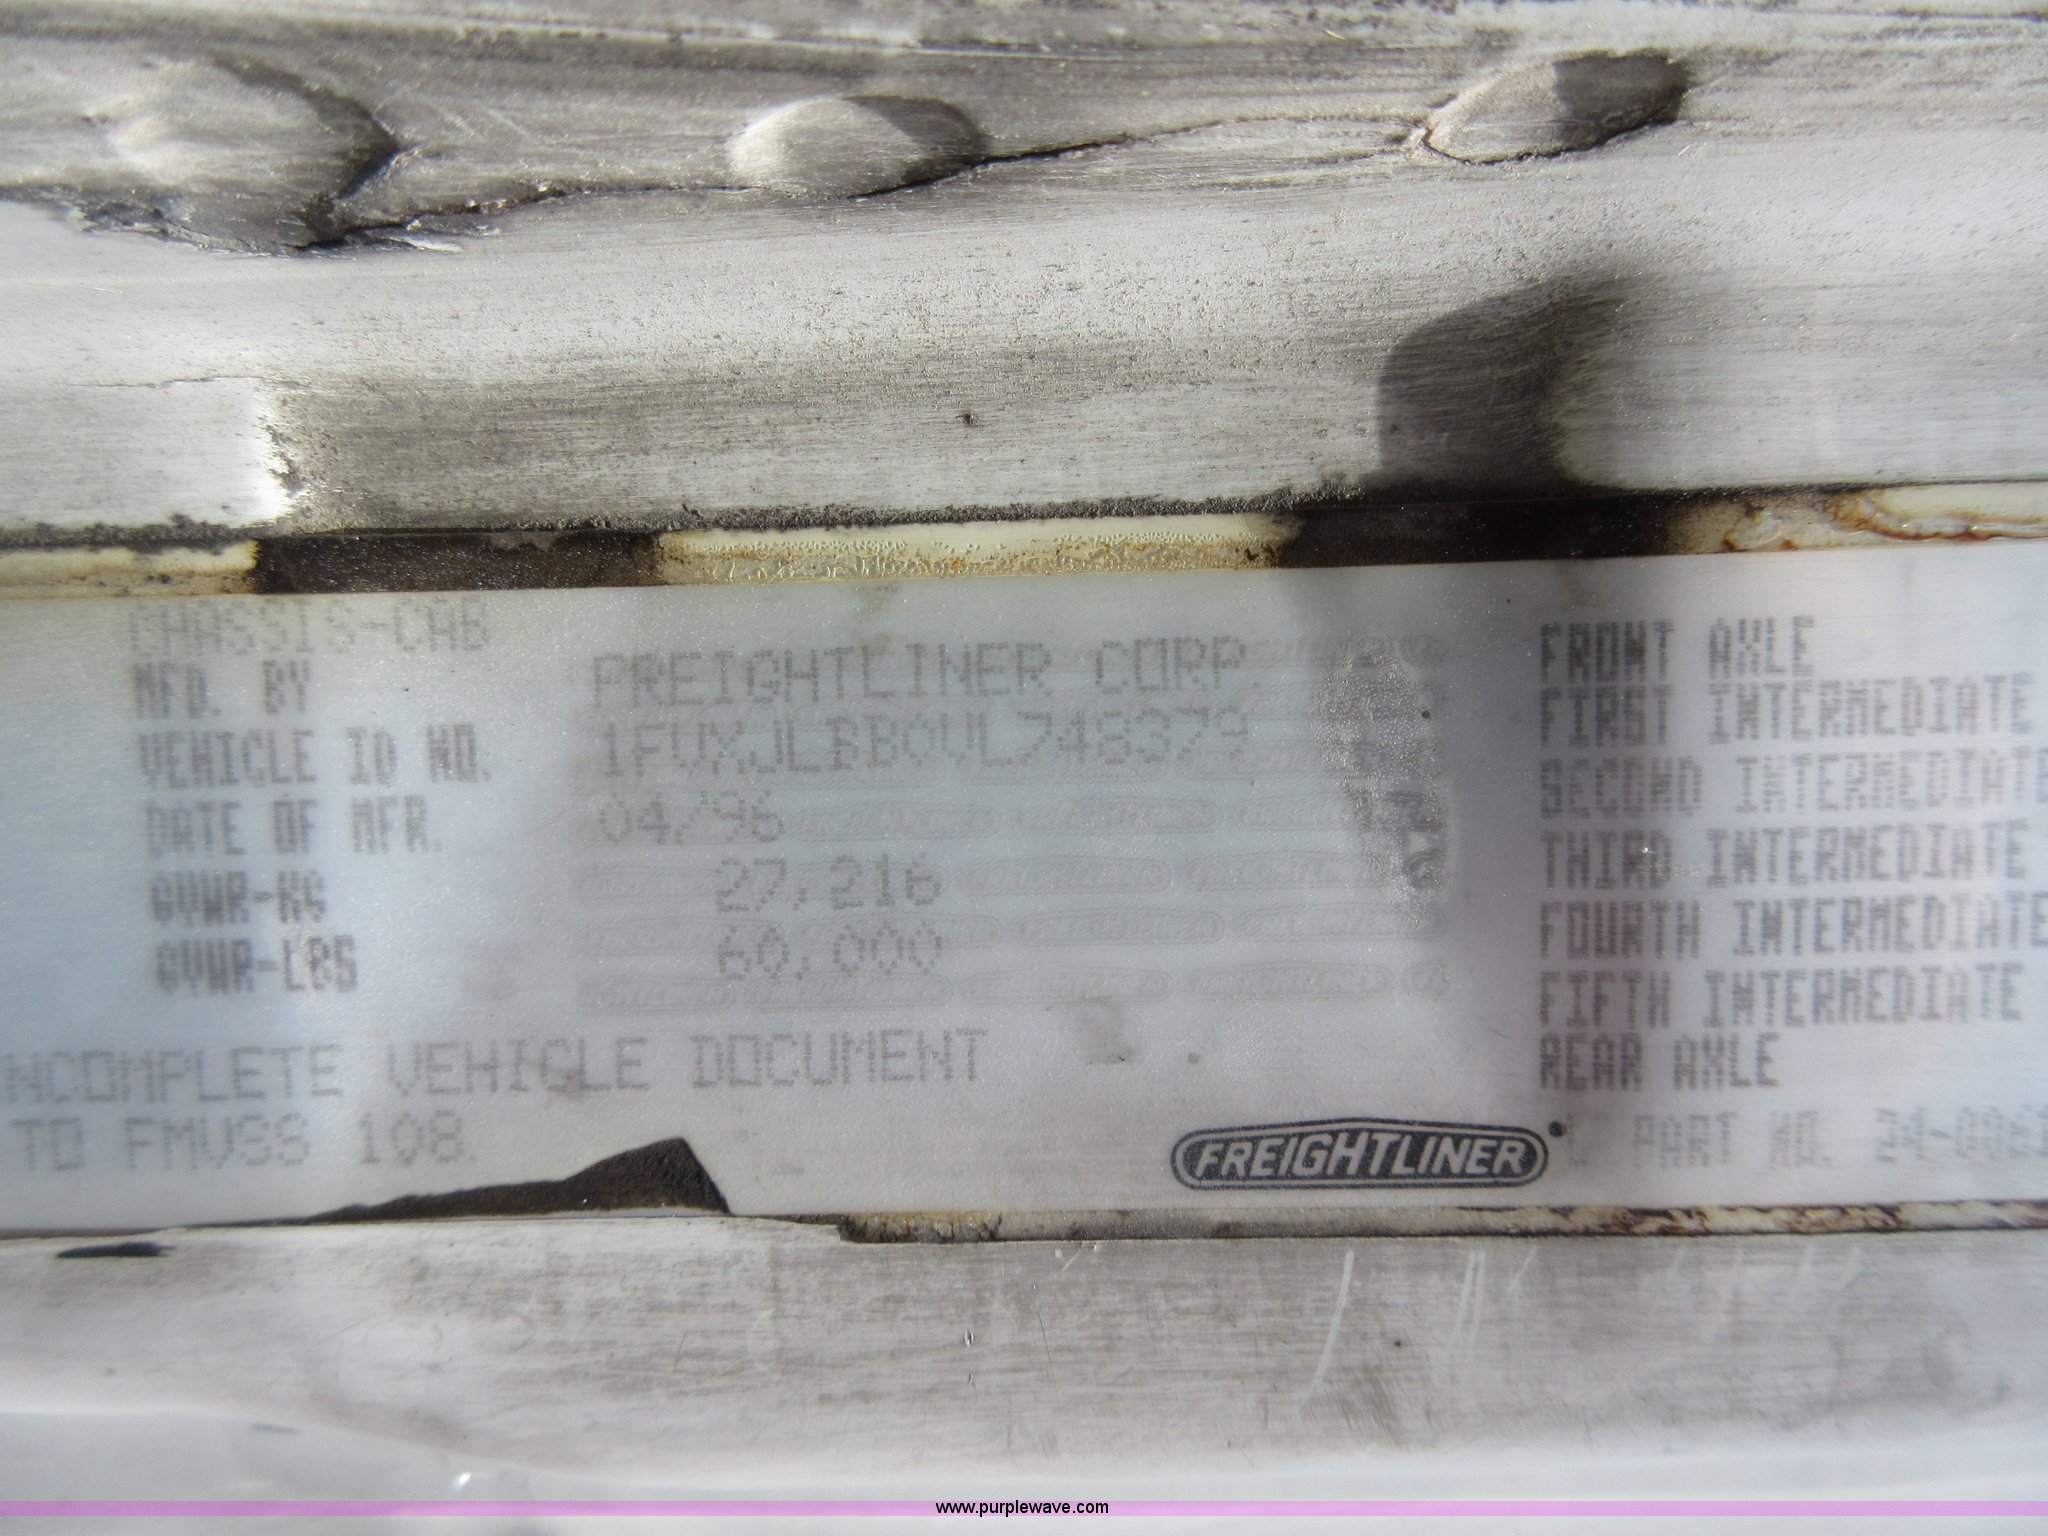 CHASSIS-CAB
MFD. BY FREIGHTLINER CORP.
VEHICLE ID NO. 1FVXJLBB0VL748379
DATE OF MFR. 04/96
GVWR-KG 27,216
GVWR-LBS 60,000
NCOMPLETE VEHICLE DOCUMENT
TO FMVSS 108.
FRONT AXLE
FIRST INTERMEDIATE
SECOND INTERMEDIATE
THIRD INTERMEDIATE
FOURTH INTERMEDIATE
FIFTH INTERMEDIATE
REAR AXLE
PART NO.
FREIGHTLINER
www.purplewave.com